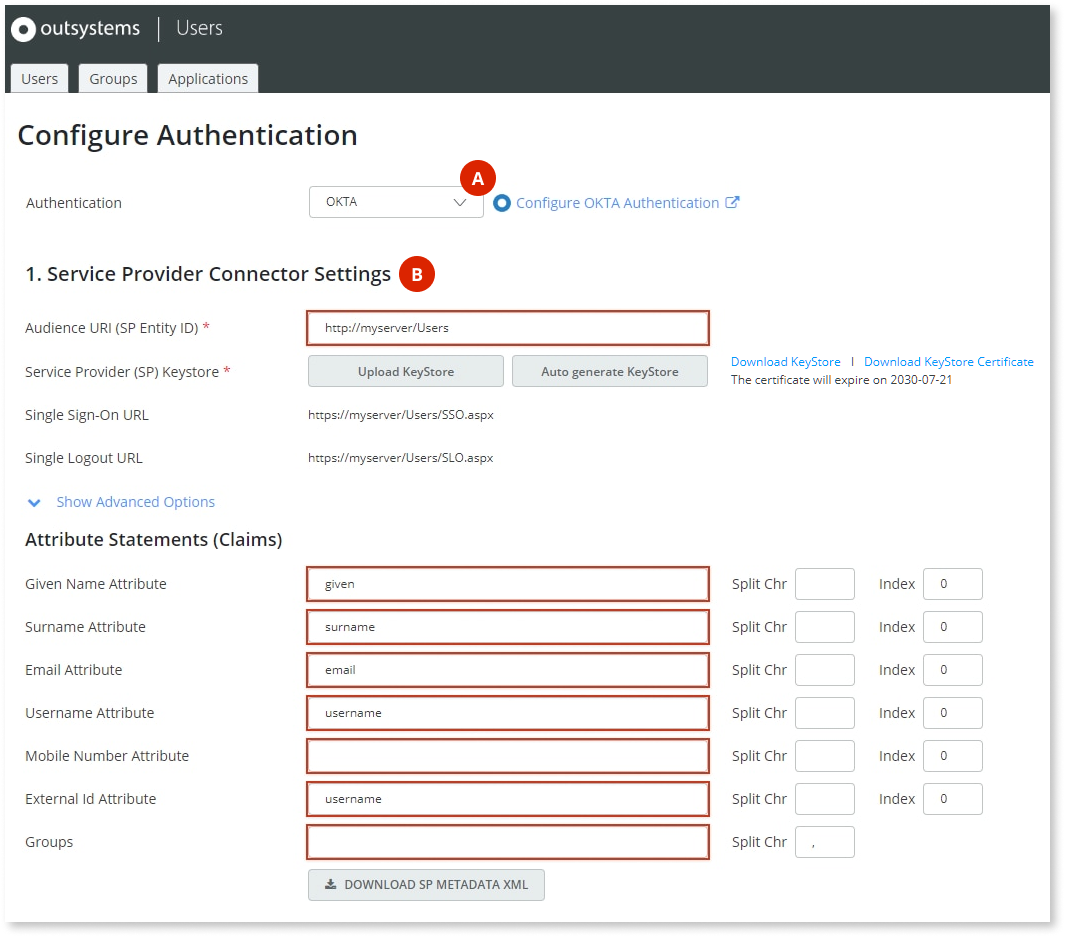 outsystems | Users
Users Groups Applications
Configure Authentication
A
Authentication OKTA Configure OKTA Authentication
1. Service Provider Connector Settings B
Audience URI (SP Entity ID) * http://myserver/Users
Download KeyStore | Download KeyStore Certificate
Service Provider (SP) Keystore * Upload KeyStore Auto generate KeyStore
The certificate will expire on 2030-07-21
Single Sign-On URL https://myserver/Users/SSO.aspx
Single Logout URL https://myserver/Users/SLO.aspx
Show Advanced Options
Attribute Statements (Claims)
Given Name Attribute given Split Chr Index 0
Surname Attribute surname Split Chr Index 0
Email Attribute email Split Chr Index 0
Username Attribute username Split Chr Index 0
Mobile Number Attribute Split Chr Index 0
External Id Attribute username Split Chr Index 0
Groups Split Chr ,
DOWNLOAD SP METADATA XML